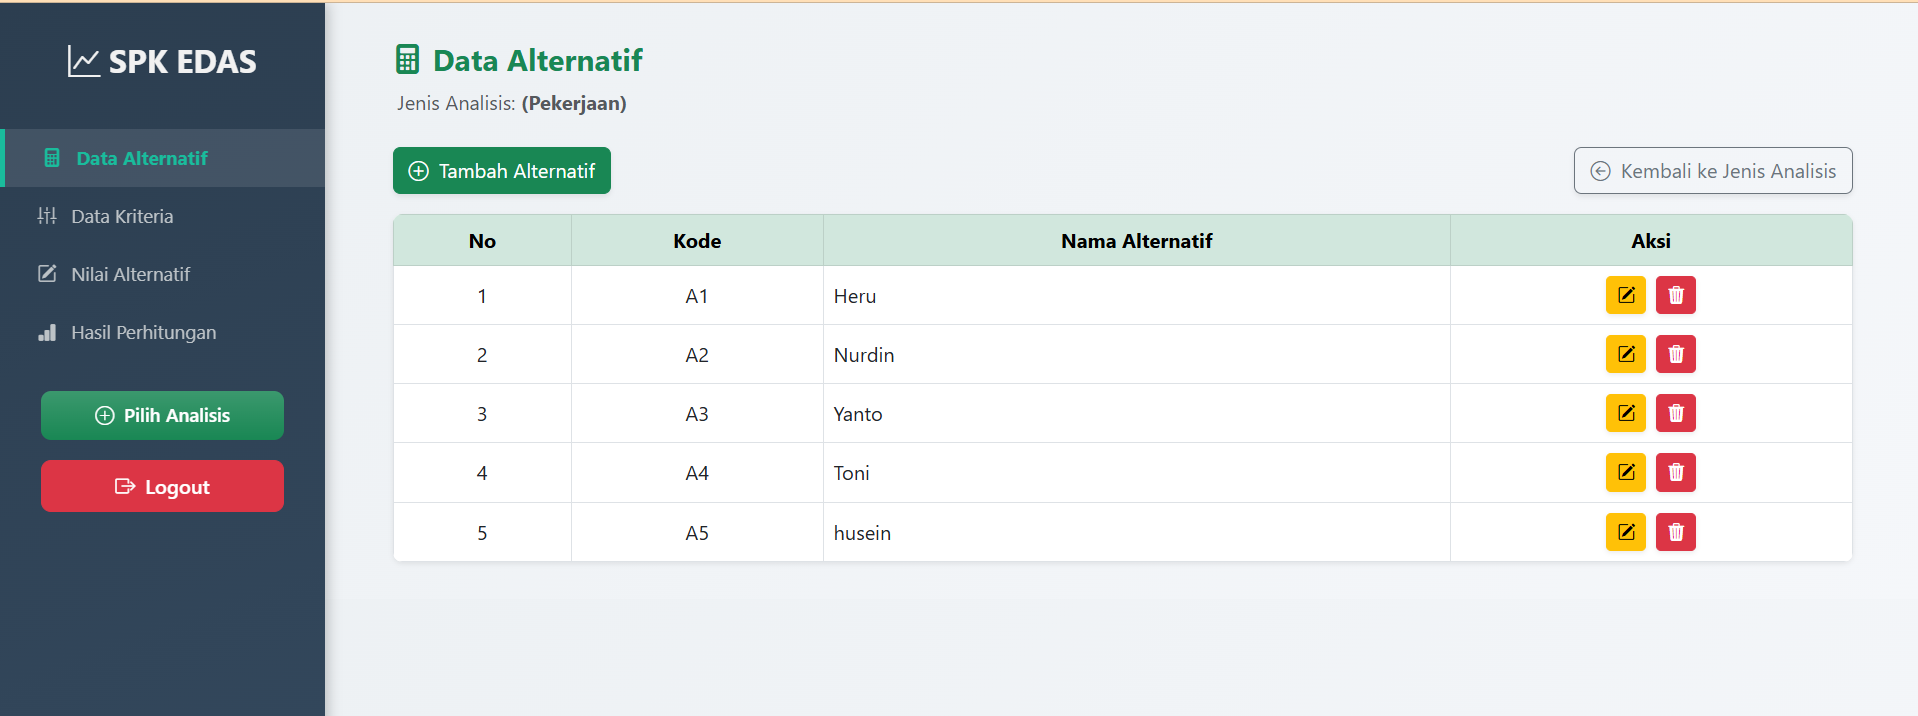 SPK EDAS
Data Alternatif
Data Kriteria
Nilai Alternatif
Hasil Perhitungan
Pilih Analisis
Logout
Data Alternatif
Jenis Analisis: (Pekerjaan)
Tambah Alternatif
Kembali ke Jenis Analisis
No Kode Nama Alternatif Aksi
1 A1 Heru
2 A2 Nurdin
3 A3 Yanto
4 A4 Toni
5 A5 husein